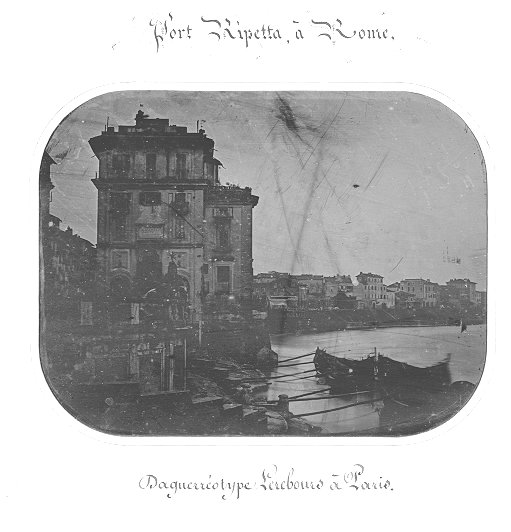 Port Ripetta, à Rome.
Daguerréotype Lerebours à Paris.